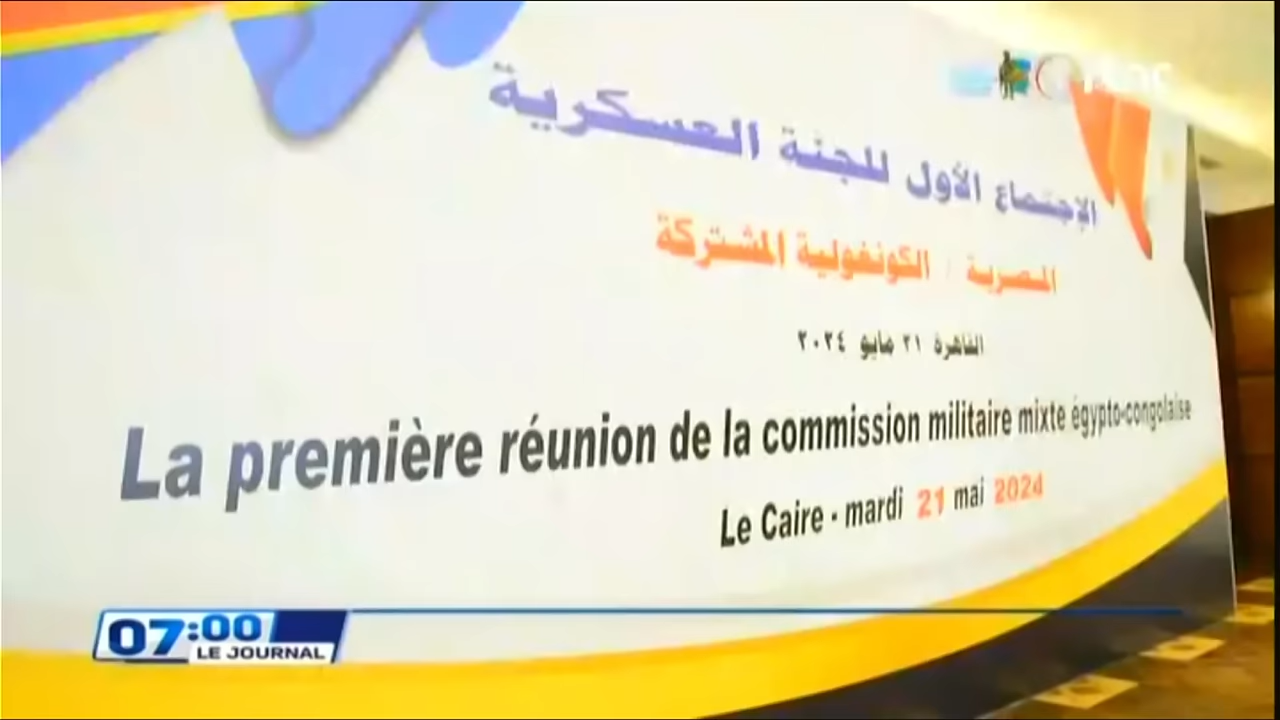 الإجتماع الأول للجنة العسكرية
المصرية / الكونغولية المشتركة
القاهرة ٢١ مايو ٢٠٢٤
La première réunion de la commission militaire mixte égypto-congolaise
Le Caire - mardi 21 mai 2024
07:00
LE JOURNAL